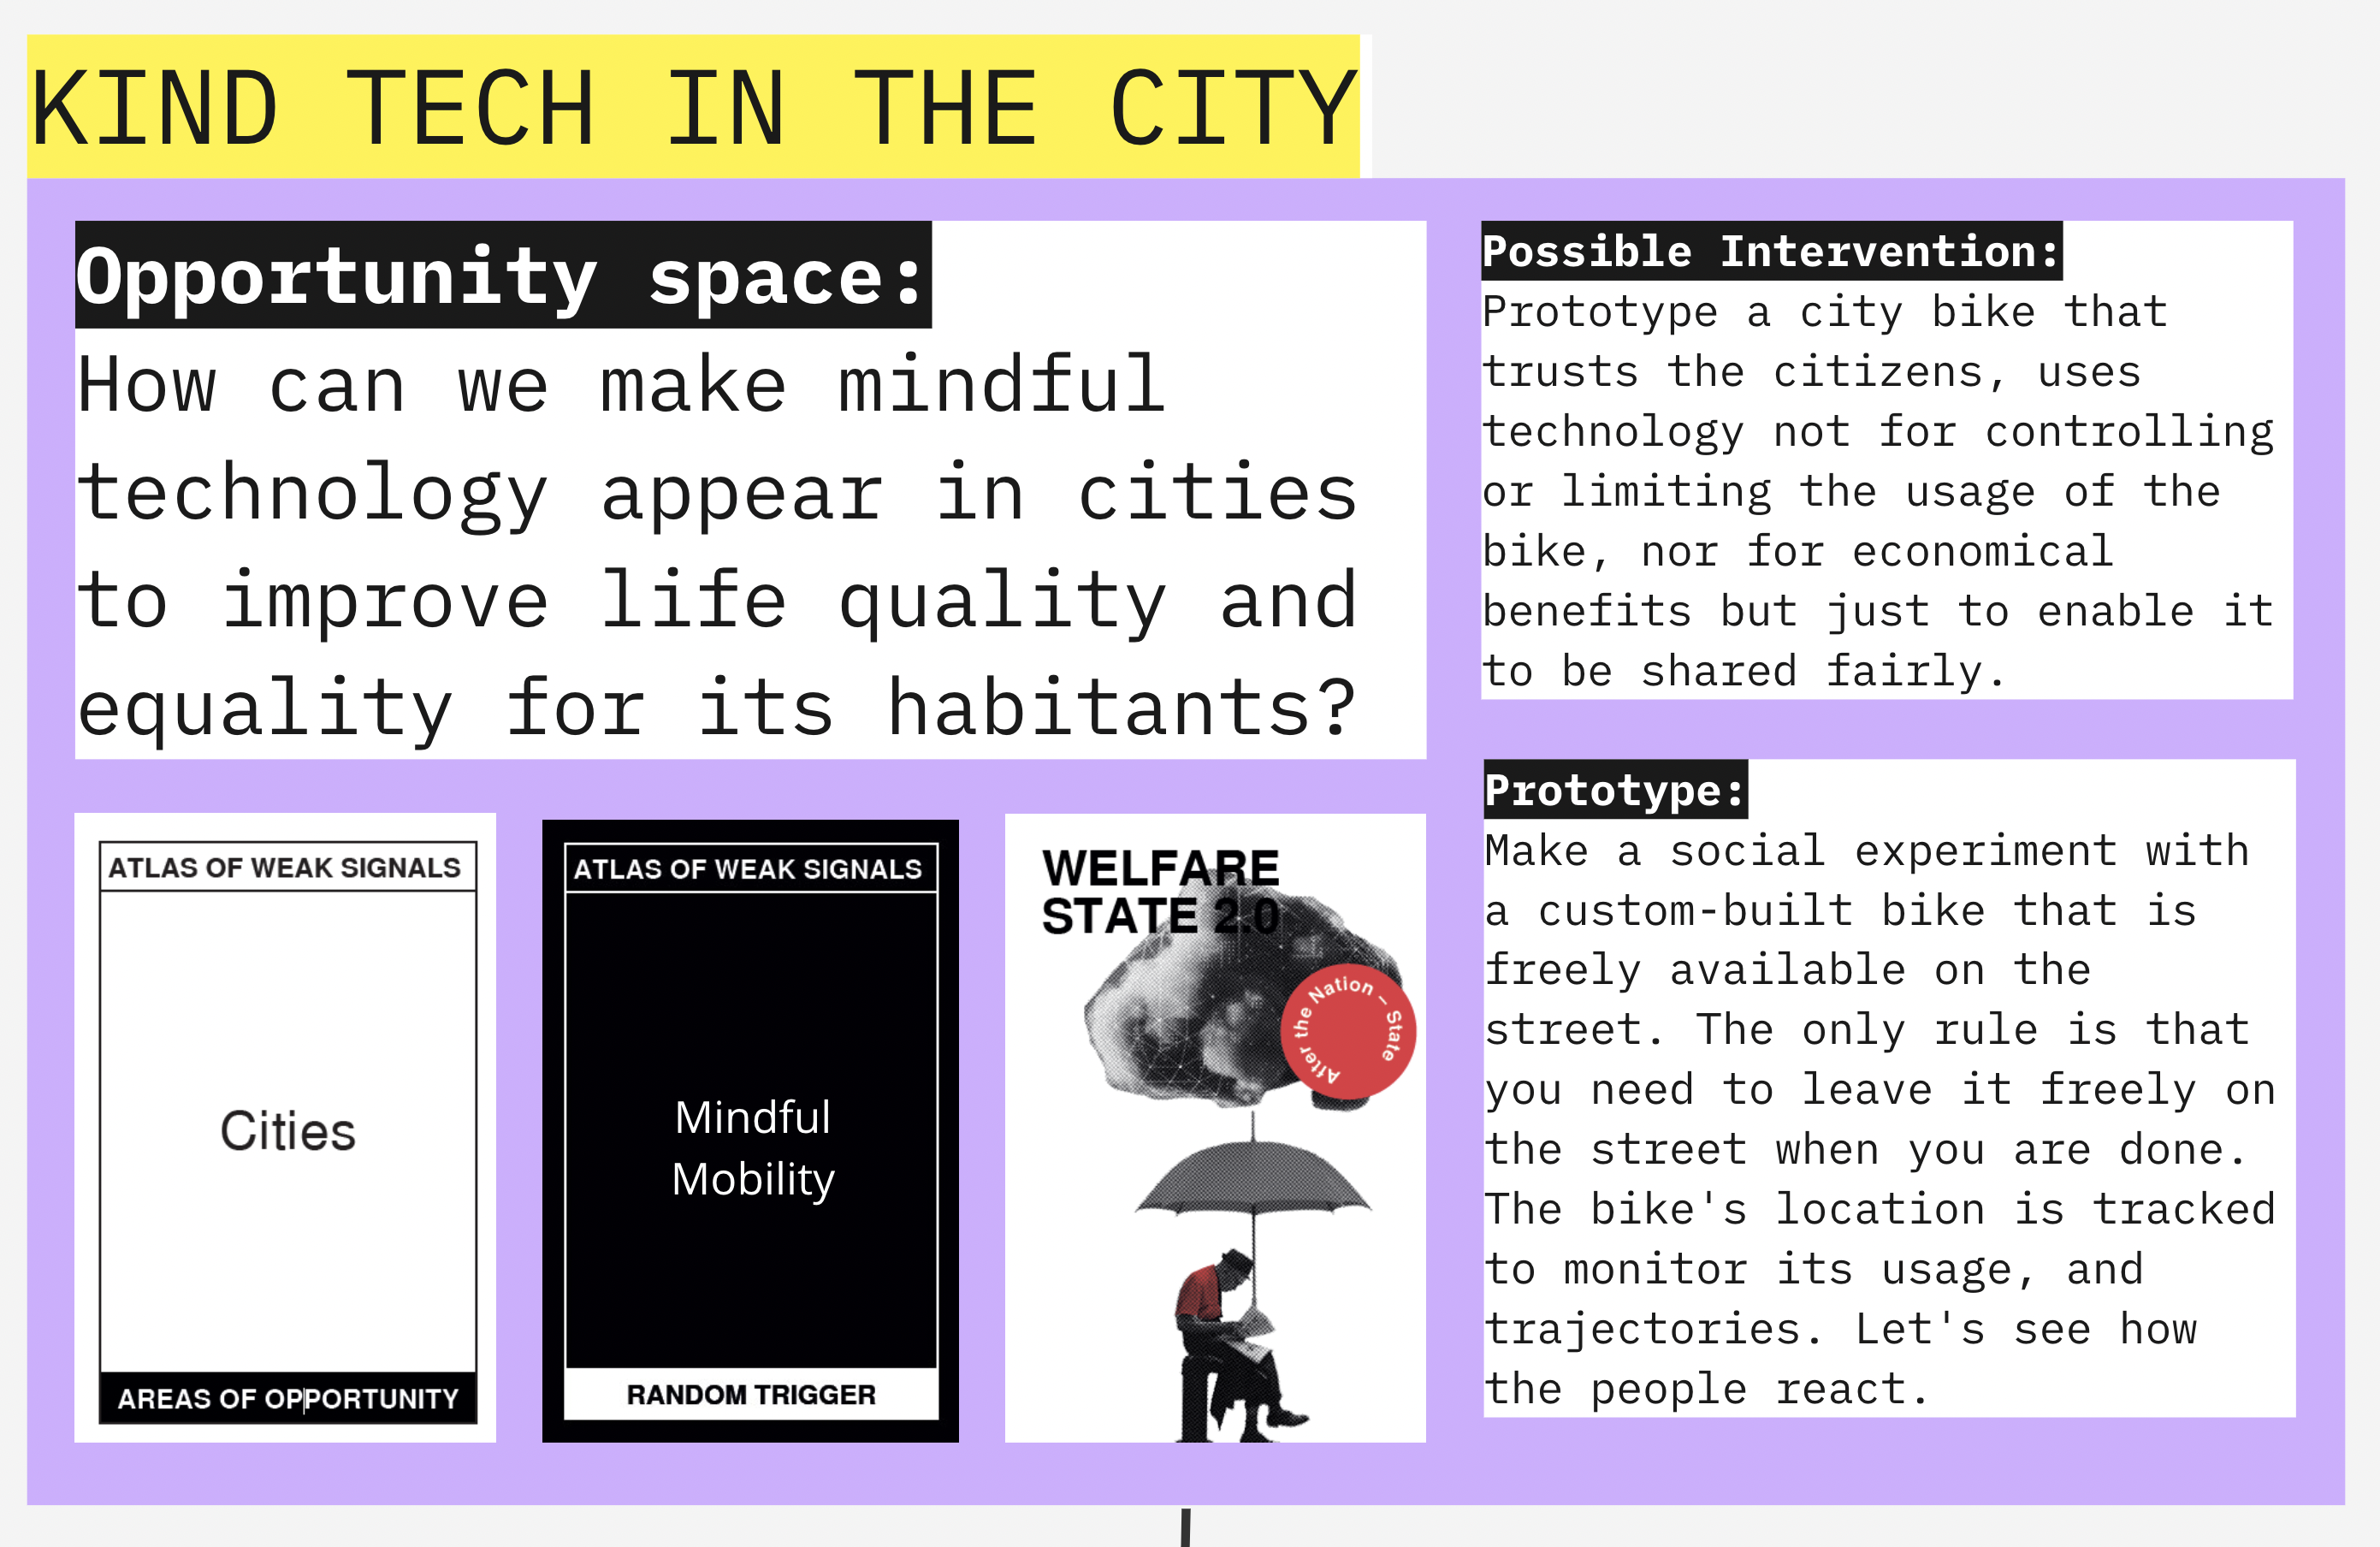 KIND TECH IN THE CITY
Opportunity space:
How can we make mindful
technology appear in cities
to improve life quality and
equality for its habitants?
Possible Intervention:
Prototype a city bike that
trusts the citizens, uses
technology not for controlling
or limiting the usage of the
bike, nor for economical
benefits but just to enable it
to be shared fairly.
Prototype:
Make a social experiment with
a custom-built bike that is
freely available on the
street. The only rule is that
you need to leave it freely on
the street when you are done.
The bike's location is tracked
to monitor its usage, and
trajectories. Let's see how
the people react.
ATLAS OF WEAK SIGNALS
Cities
AREAS OF OPPORTUNITY
ATLAS OF WEAK SIGNALS
Mindful
Mobility
RANDOM TRIGGER
WELFARE
STATE 2.0
After the Nation – State